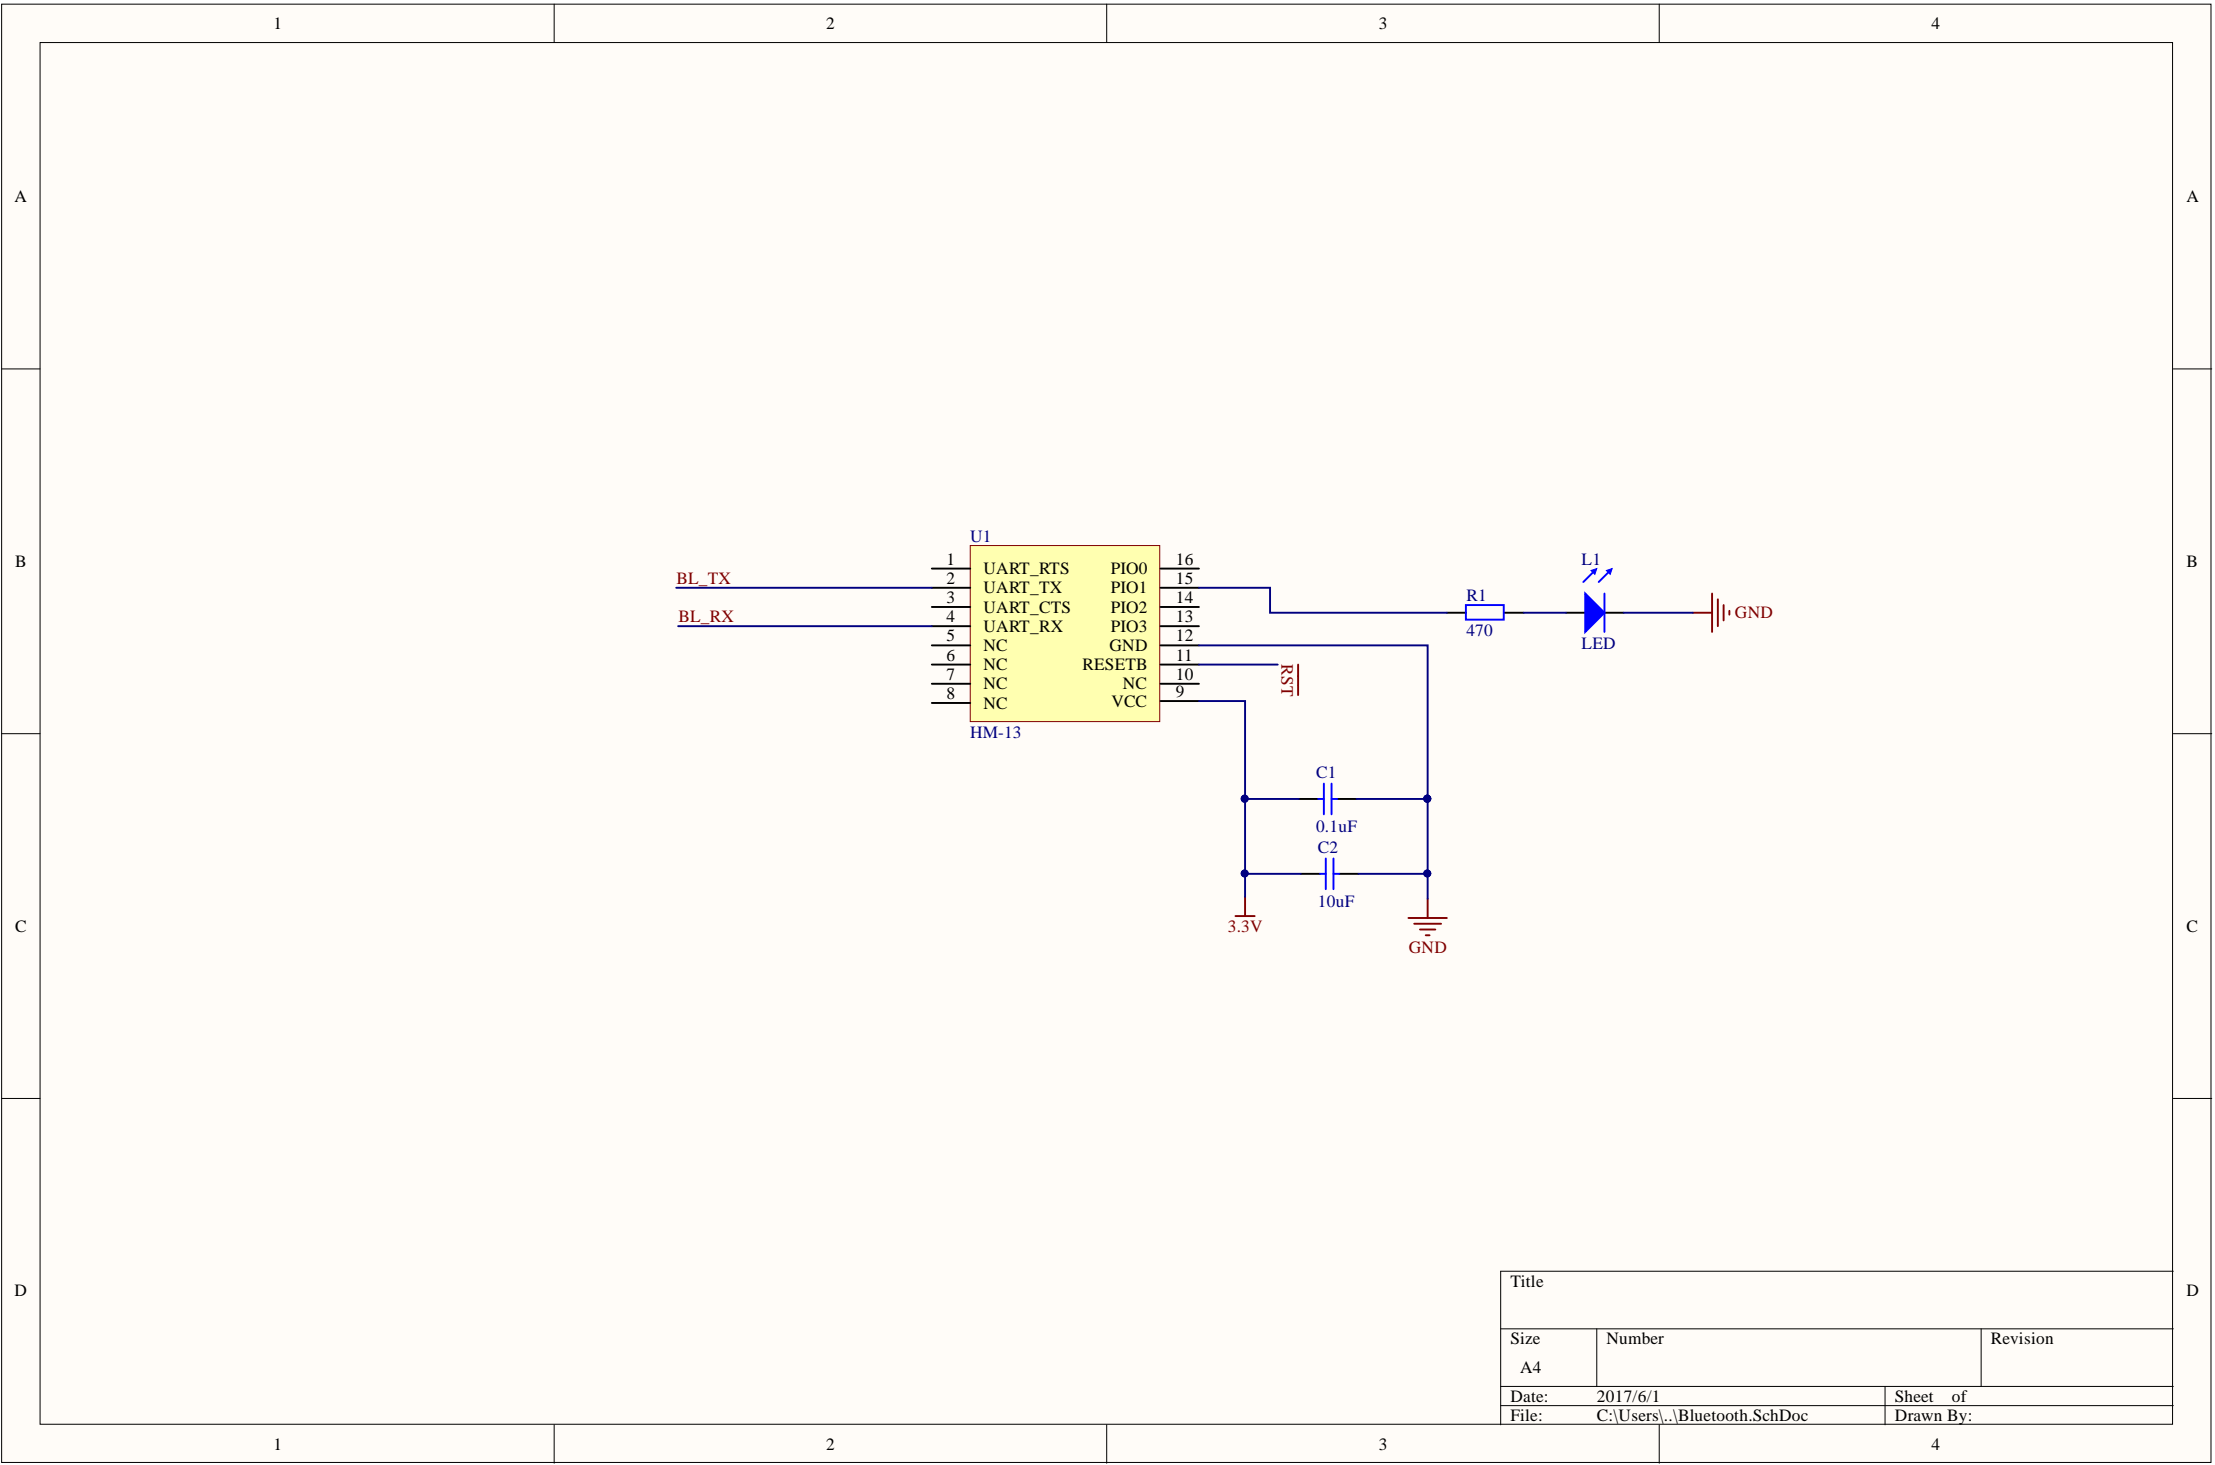 1 2 3 4
A A
B B
C C
D D
U1
1 UART_RTS PIO0 16
BL_TX 2 UART_TX PIO1 15
3 UART_CTS PIO2 14
BL_RX 4 UART_RX PIO3 13
5 NC GND 12
6 NC RESETB 11
7 NC NC 10
8 NC VCC 9
HM-13
RST
R1
470
L1
LED
GND
C1
0.1uF
C2
10uF
3.3V
GND
Title
Size Number Revision
A4
Date: 2017/6/1 Sheet of
File: C:\Users\..\Bluetooth.SchDoc Drawn By:
1 2 3 4